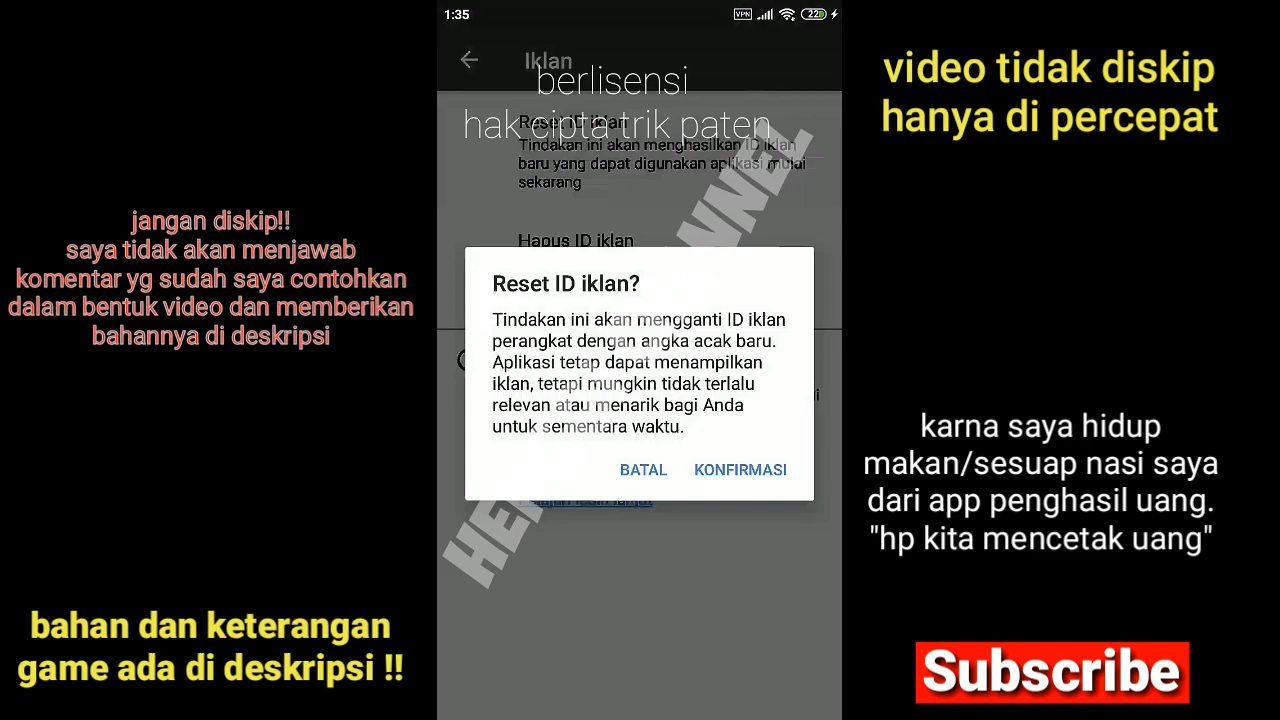 1:35
VPN
22
Iklan
berlisensi
hak cipta trik paten
Reset ID iklan
Tindakan ini akan menghasilkan ID iklan
baru yang dapat digunakan aplikasi mulai
sekarang
Hapus ID iklan
Reset ID iklan?
Tindakan ini akan mengganti ID iklan
perangkat dengan angka acak baru.
Aplikasi tetap dapat menampilkan
iklan, tetapi mungkin tidak terlalu
relevan atau menarik bagi Anda
untuk sementara waktu.
BATAL KONFIRMASI
jangan diskip!!
saya tidak akan menjawab
komentar yg sudah saya contohkan
dalam bentuk video dan memberikan
bahannya di deskripsi
bahan dan keterangan
game ada di deskripsi !!
video tidak diskip
hanya di percepat
karna saya hidup
makan/sesuap nasi saya
dari app penghasil uang.
"hp kita mencetak uang"
Subscribe